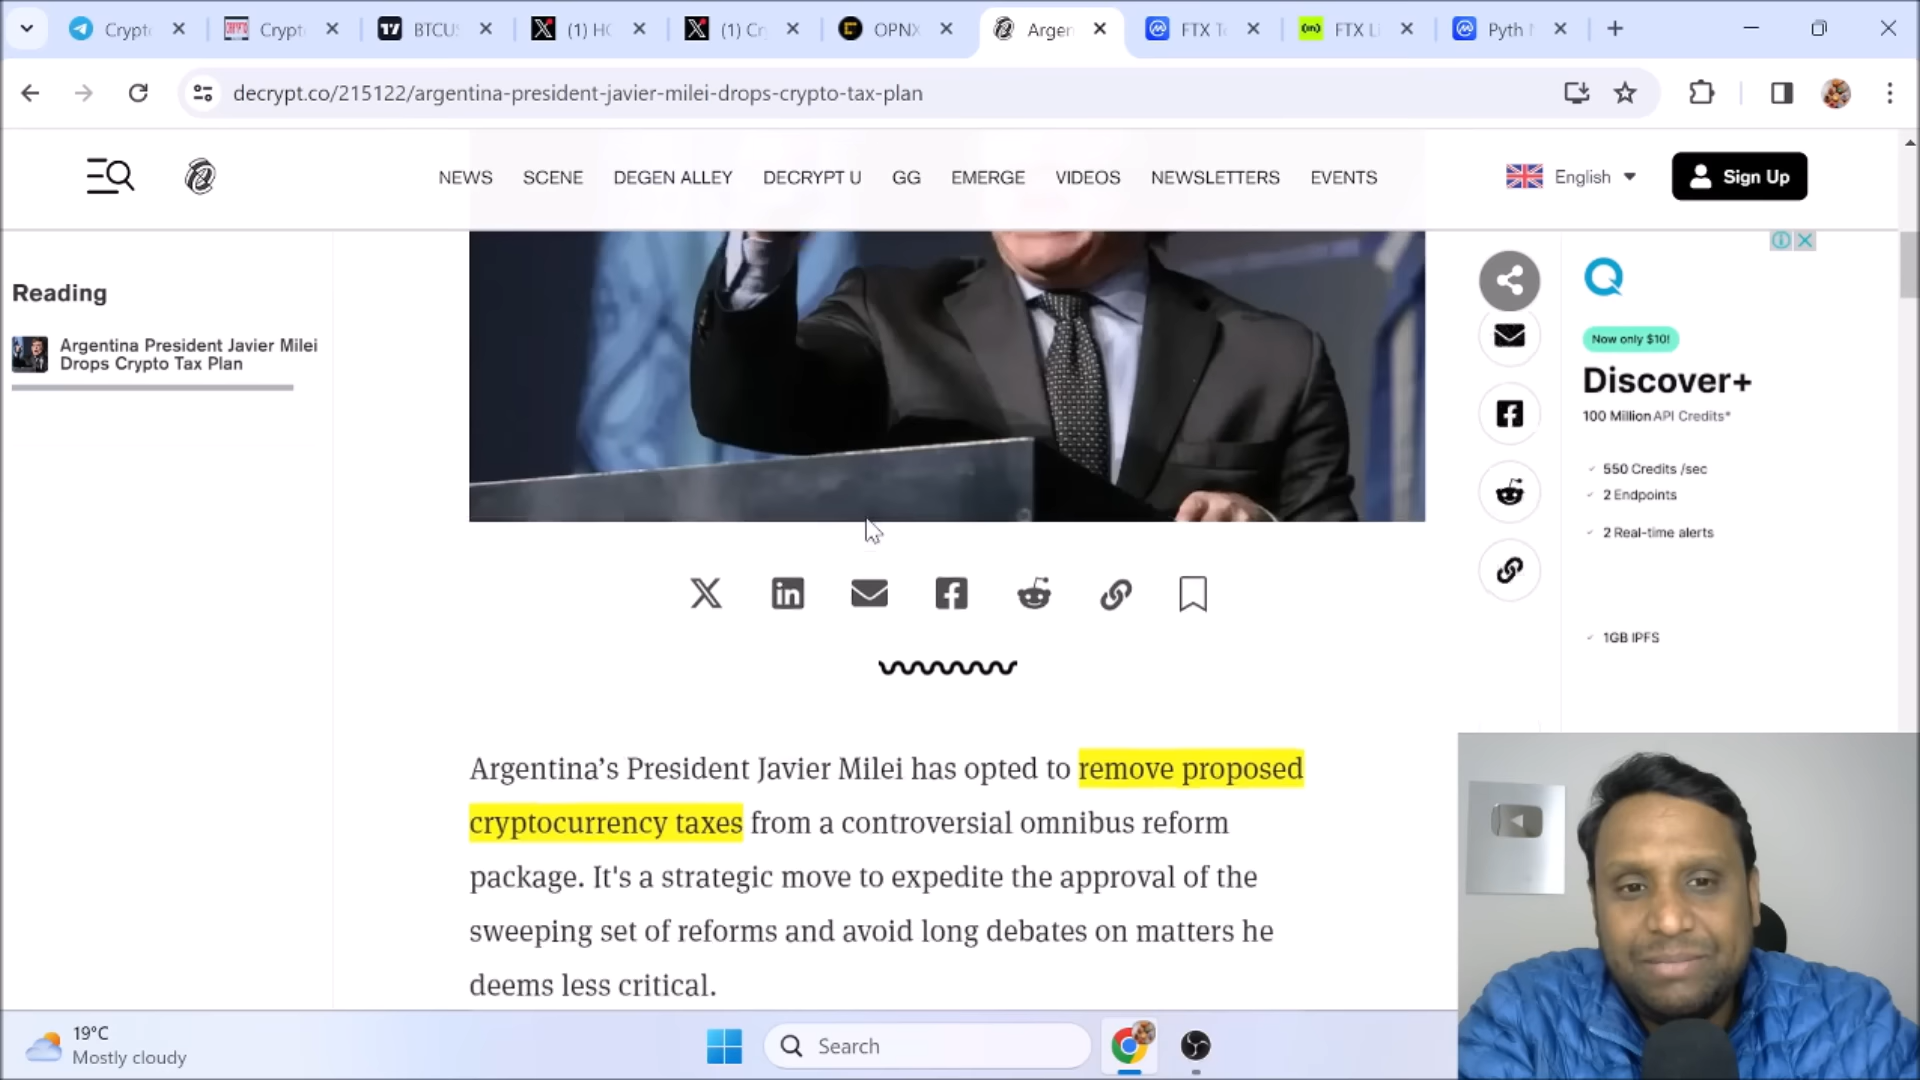 Crypt
Crypt
BTCU
(1) HO
(1) Cr
OPNX
Argen
FTX T
FTX L
Pyth
decrypt.co/215122/argentina-president-javier-milei-drops-crypto-tax-plan
NEWS
SCENE
DEGEN ALLEY
DECRYPT U
GG
EMERGE
VIDEOS
NEWSLETTERS
EVENTS
English
Sign Up
Reading
Argentina President Javier Milei
Drops Crypto Tax Plan
Now only $10!
Discover+
100 Million API Credits*
550 Credits /sec
2 Endpoints
2 Real-time alerts
1GB IPFS
Argentina’s President Javier Milei has opted to remove proposed
cryptocurrency taxes from a controversial omnibus reform
package. It's a strategic move to expedite the approval of the
sweeping set of reforms and avoid long debates on matters he
deems less critical.
19°C
Mostly cloudy
Search